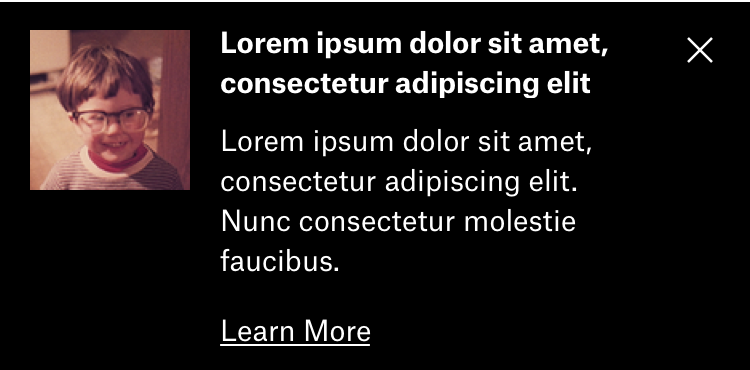 Lorem ipsum dolor sit amet,
consectetur adipiscing elit
Lorem ipsum dolor sit amet,
consectetur adipiscing elit.
Nunc consectetur molestie
faucibus.
Learn More